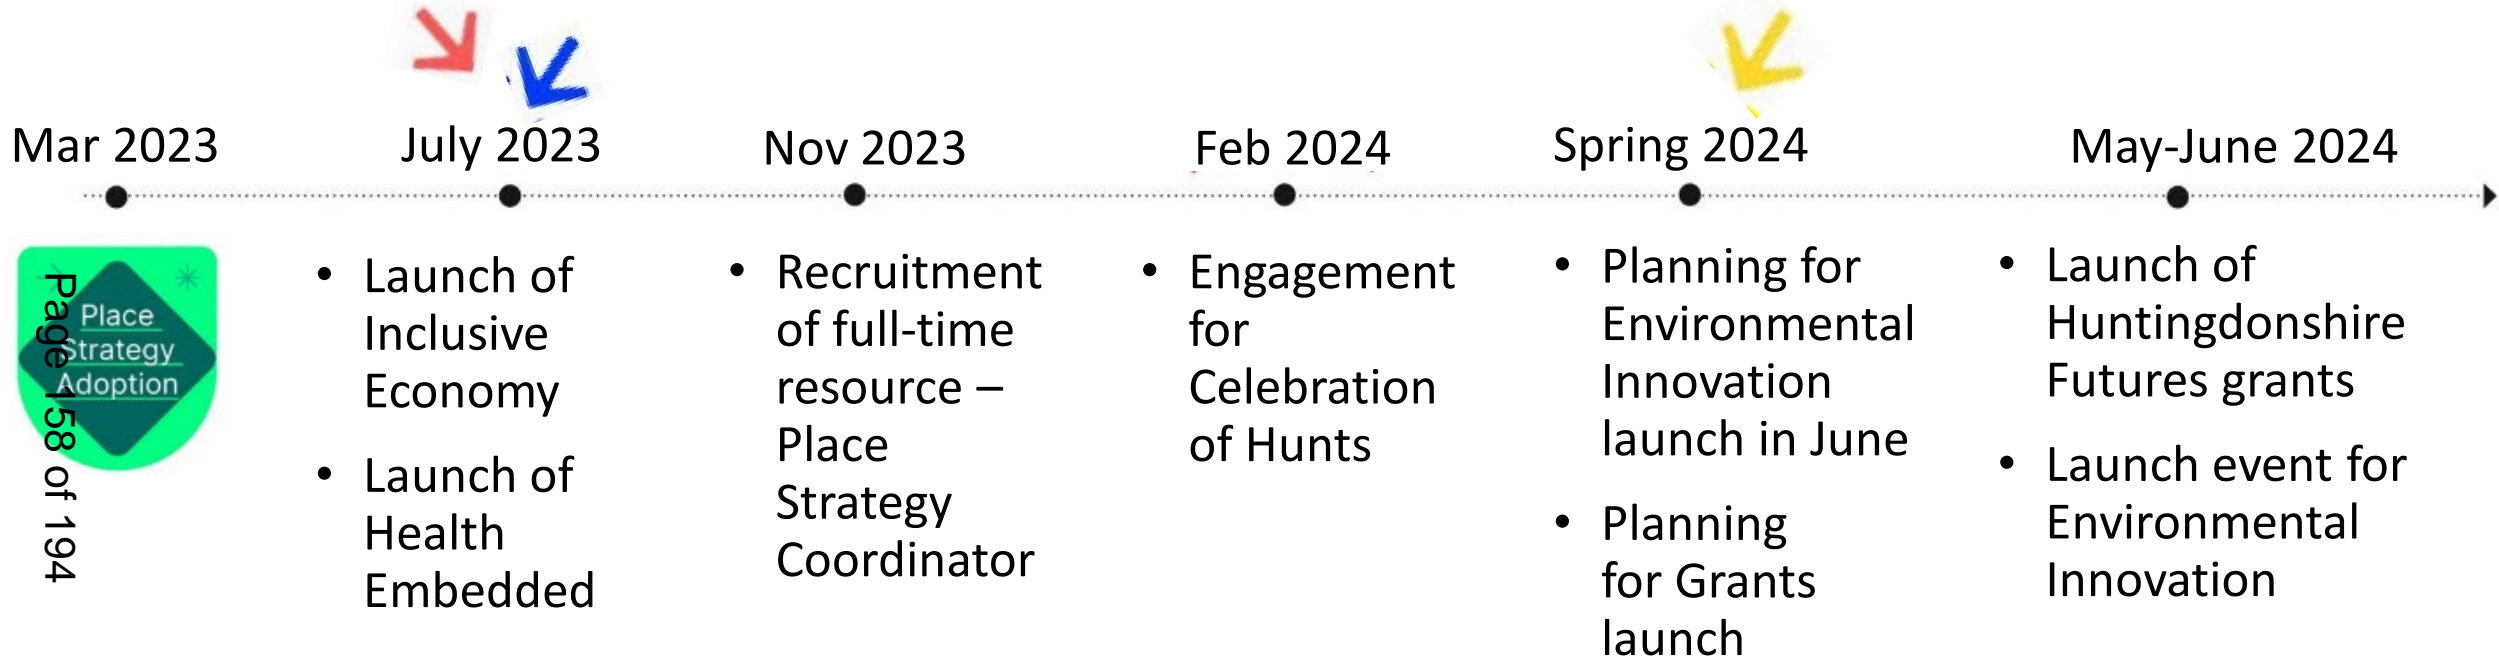 Mar 2023
July 2023
Nov 2023
Feb 2024
Spring 2024
May-June 2024
Place
Strategy
Adoption
Page 158 of 194
• Launch of
Inclusive
Economy
• Launch of
Health
Embedded
• Recruitment
of full-time
resource –
Place
Strategy
Coordinator
• Engagement
for
Celebration
of Hunts
• Planning for
Environmental
Innovation
launch in June
• Planning
for Grants
launch
• Launch of
Huntingdonshire
Futures grants
• Launch event for
Environmental
Innovation